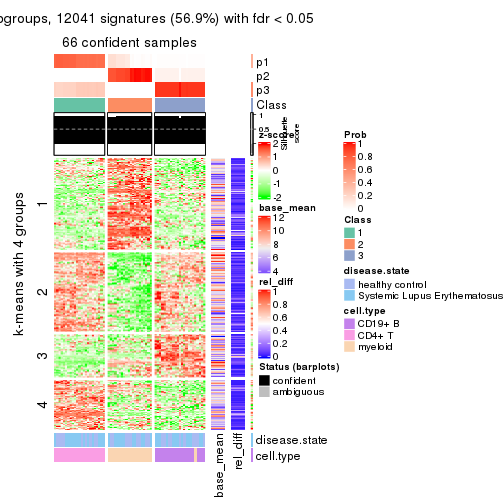 ogroups, 12041 signatures (56.9%) with fdr < 0.05
66 confident samples
p1
p2
p3
Class
1
0.5
Silhouette
score
z-score
2
1
0
-1
-2
base_mean
12
10
8
6
4
rel_diff
1
0.8
0.6
0.4
0.2
0
Status (barplots)
confident
ambiguous
Prob
1
0.8
0.6
0.4
0.2
0
Class
1
2
3
disease.state
healthy control
Systemic Lupus Erythematosus
cell.type
CD19+ B
CD4+ T
myeloid
k-means with 4 groups
1
2
3
4
base_mean
rel_diff
disease.state
cell.type